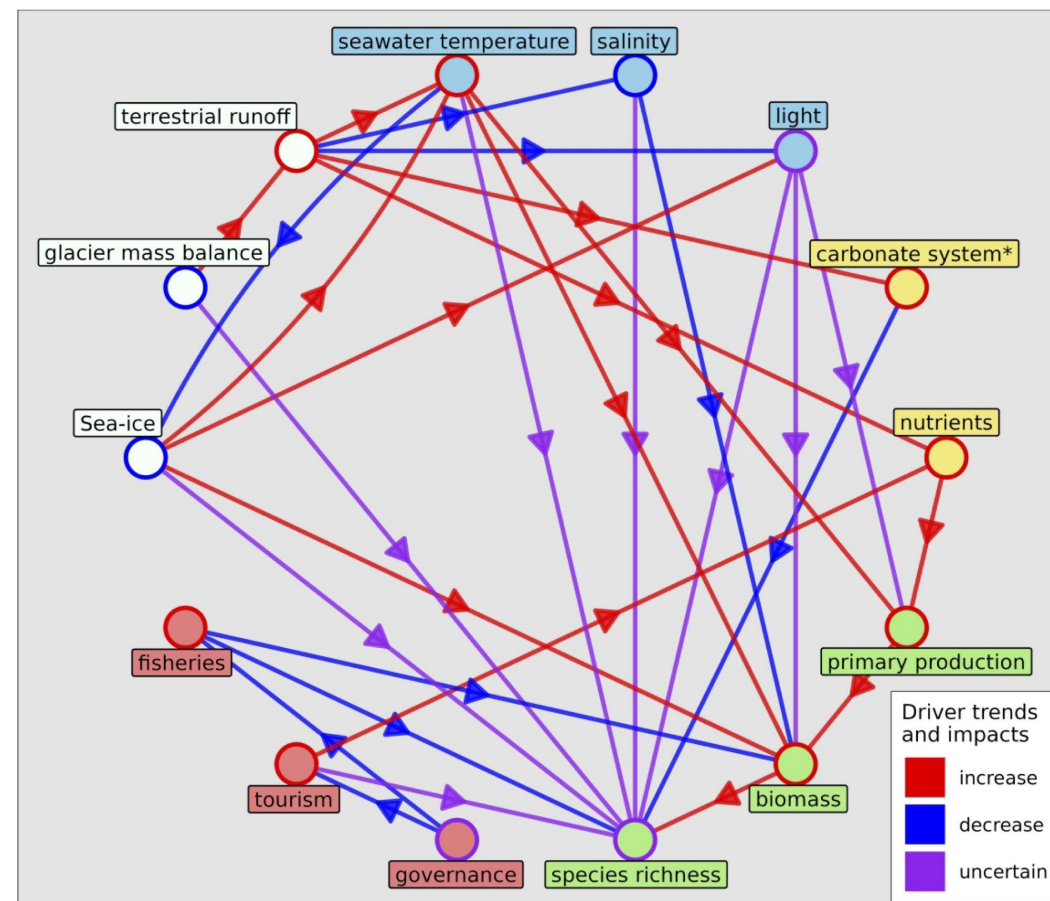 seawater temperature
salinity
terrestrial runoff
light
glacier mass balance
carbonate system*
Sea-ice
nutrients
fisheries
primary production
tourism
biomass
governance
species richness
Driver trends
and impacts
increase
decrease
uncertain